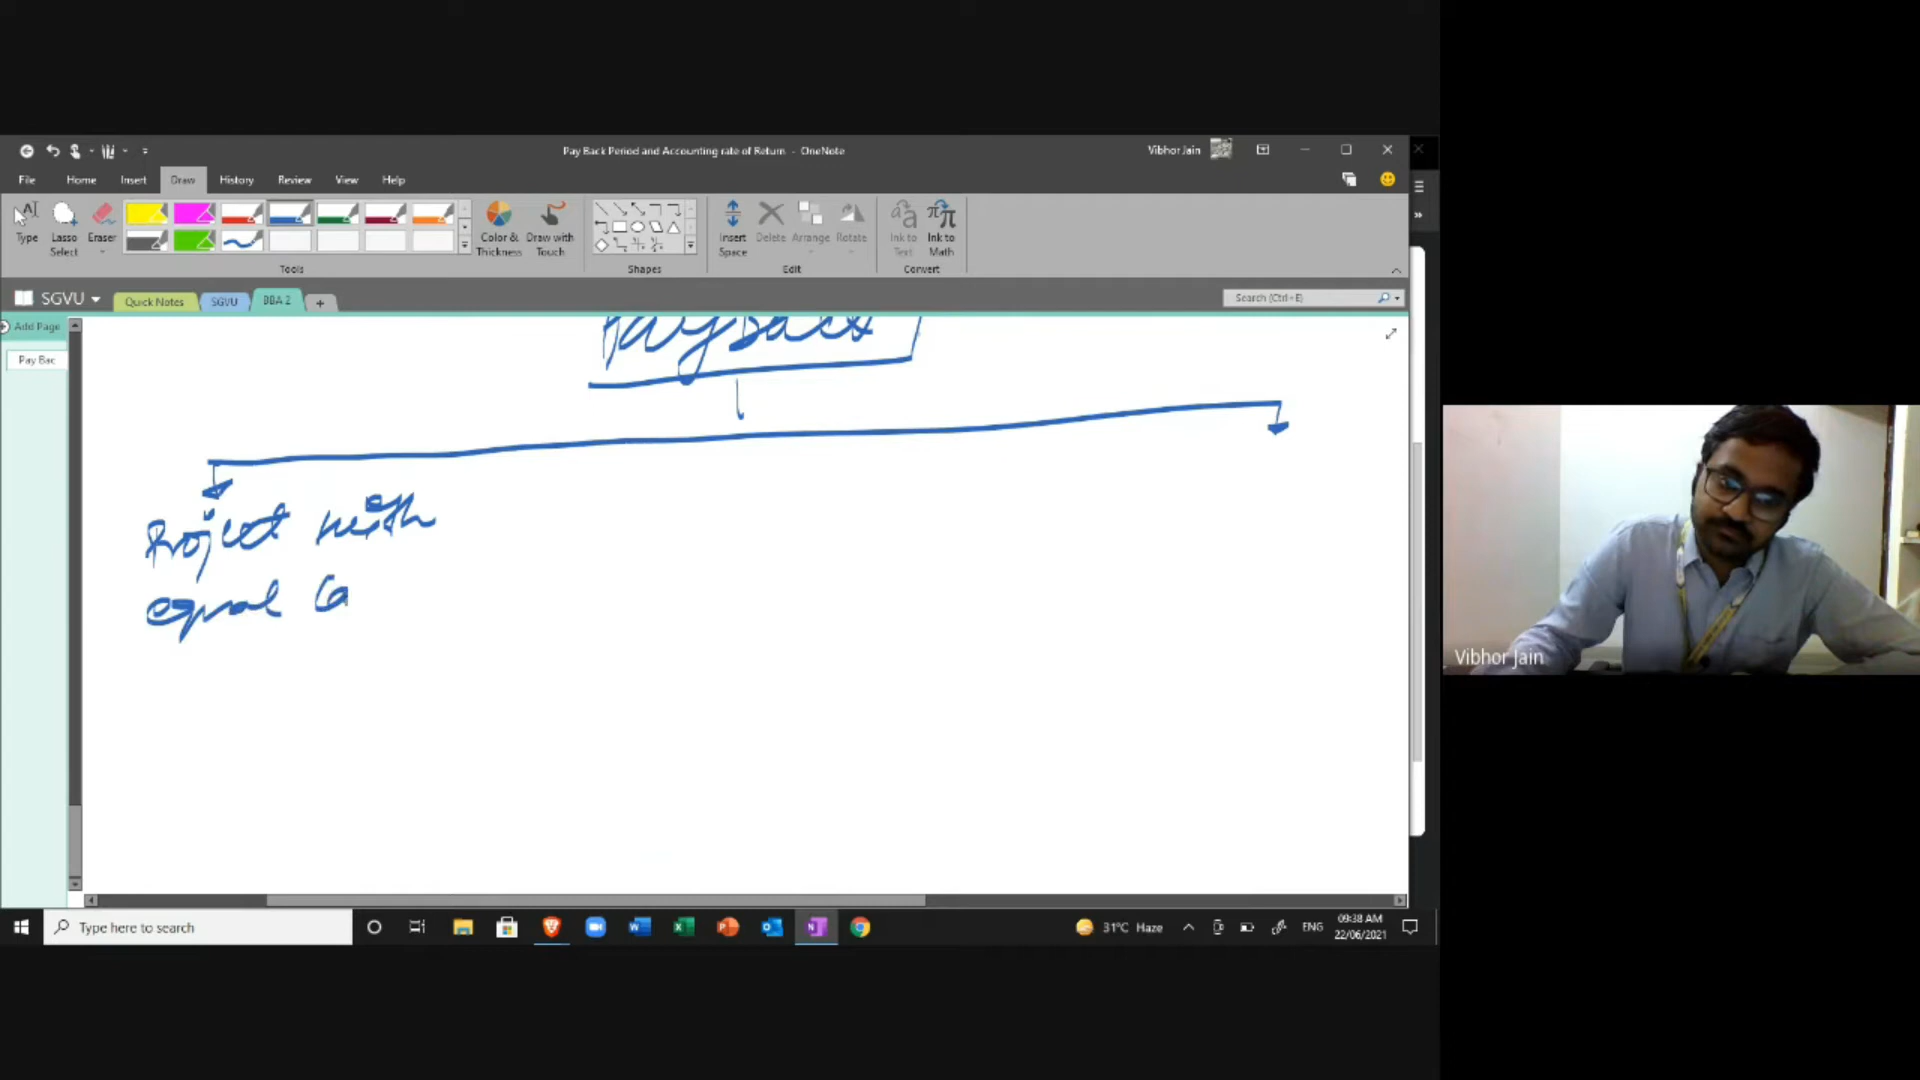 Pay Back Period and Accounting rate of Return - OneNote
Vibhor Jain
File Home Insert Draw History Review View Help
Type
Lasso Select
Eraser
Color & Thickness
Draw with Touch
Insert Space
Delete
Arrange
Rotate
Ink to Text
Ink to Math
Tools
Shapes
Edit
Convert
SGVU
Quick Notes
SGVU
BBA 2
Search (Ctrl+E)
Add Page
Pay Bac
Payback
Project with
equal Ca
Vibhor Jain
Type here to search
31°C Haze
ENG
09:38 AM
22/06/2021